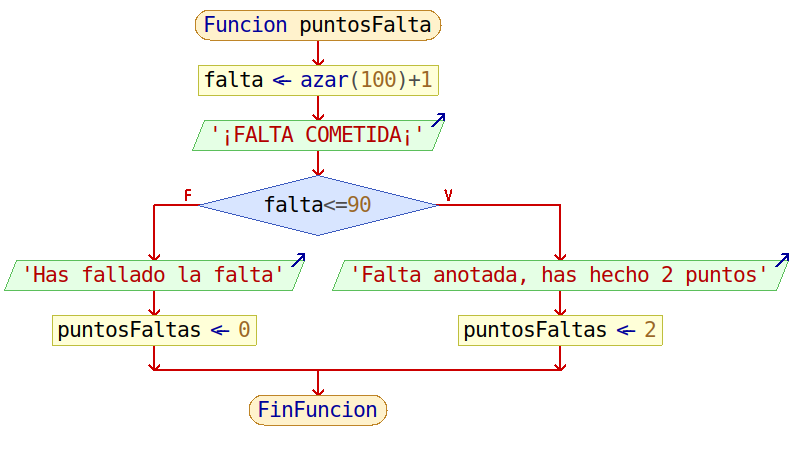 Funcion puntosFalta
falta <- azar(100)+1
'¡FALTA COMETIDA¡'
F
V
falta<=90
'Has fallado la falta'
'Falta anotada, has hecho 2 puntos'
puntosFaltas <- 0
puntosFaltas <- 2
FinFuncion